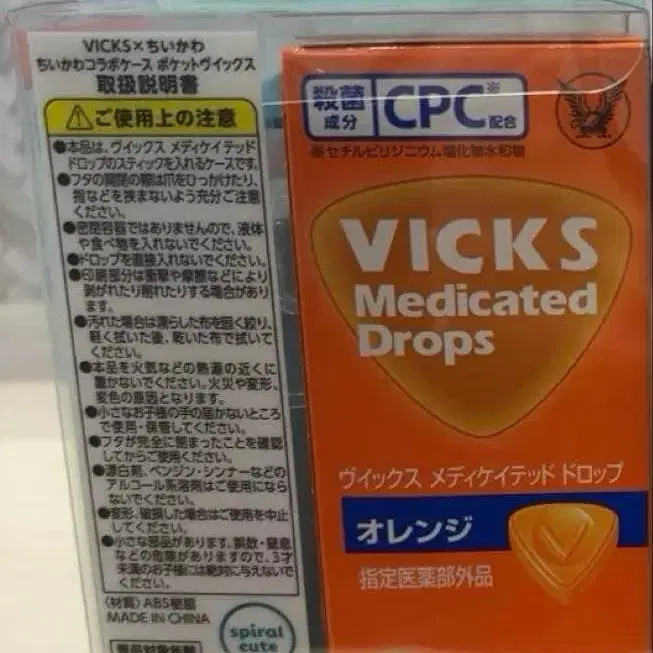 VICKS×ちいかわ
ちいかわコラボケース ポケットヴイックス
取扱説明書
⚠ご使用上の注意
●本品は、ヴイックス メディケイテッド
ドロップのスティックを入れるケースです。
●フタの開閉の際は爪をひっかけたり、
指などを挟まないよう充分ご注意
ください。
●密閉容器ではありませんので、液体
や食べ物を入れないでください。
●ドロップを直接入れないでください。
●印刷部分は衝撃や摩擦などにより
剥がれたり削れたりする場合があり
ます。
●汚れた場合は濡らした布を固く絞り、
軽く拭いた後、乾いた布で拭いて
ください。
●本品を火気などの熱源の近くに
置かないでください。火災や変形、
変色の原因となります。
●小さなお子様の手の届かないところ
で使用・保管してください。
●フタが完全に閉まったことを確認
してからご使用ください。
●漂白剤、ベンジン・シンナーなどの
アルコール系溶剤はご使用になら
ないでください。
●変形、破損した場合はご使用を中止
してください。
●小さな部品があります。誤飲・窒息
などの危険がありますので、3才
未満のお子様には絶対に与えないで
ください。
〈材質〉ABS樹脂
MADE IN CHINA
spiral
cute
殺菌
成分
CPC※
配合
※セチルピリジニウム塩化物水和物
VICKS
Medicated
Drops
ヴイックス メディケイテッド ドロップ
オレンジ
指定医薬部外品